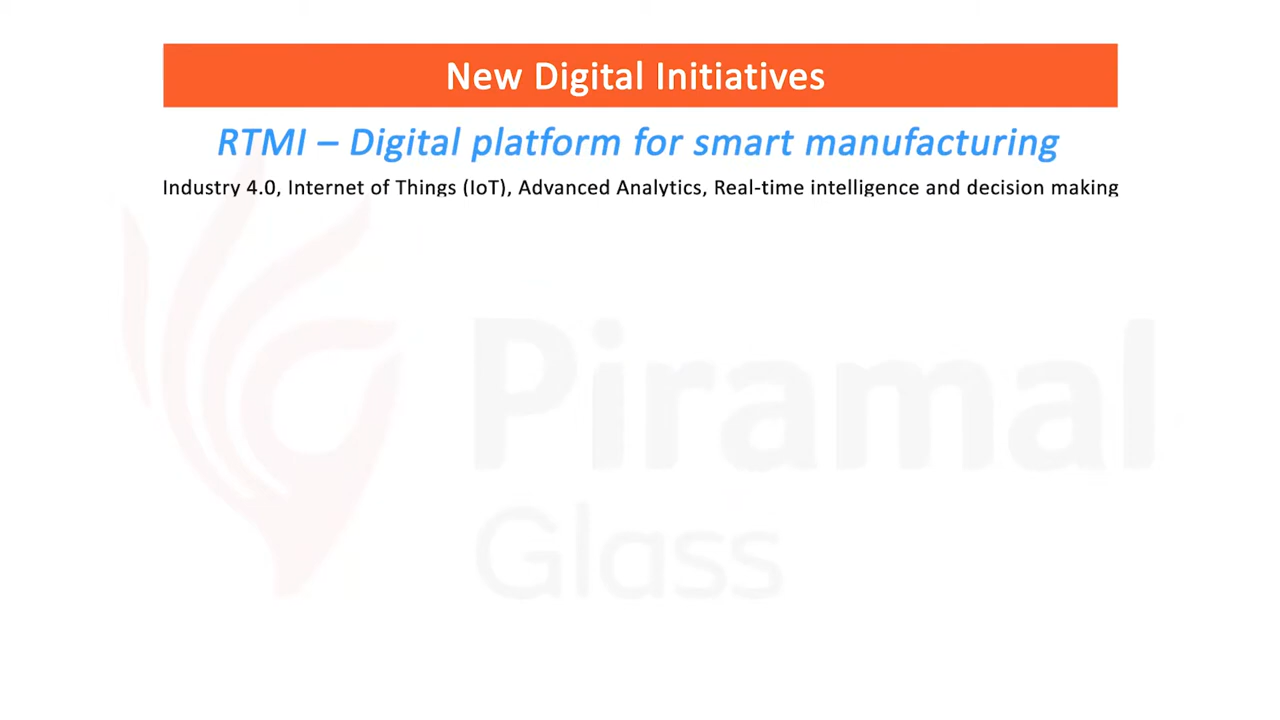 New Digital Initiatives
RTMI – Digital platform for smart manufacturing
Industry 4.0, Internet of Things (IoT), Advanced Analytics, Real-time intelligence and decision making
Piramal
Glass